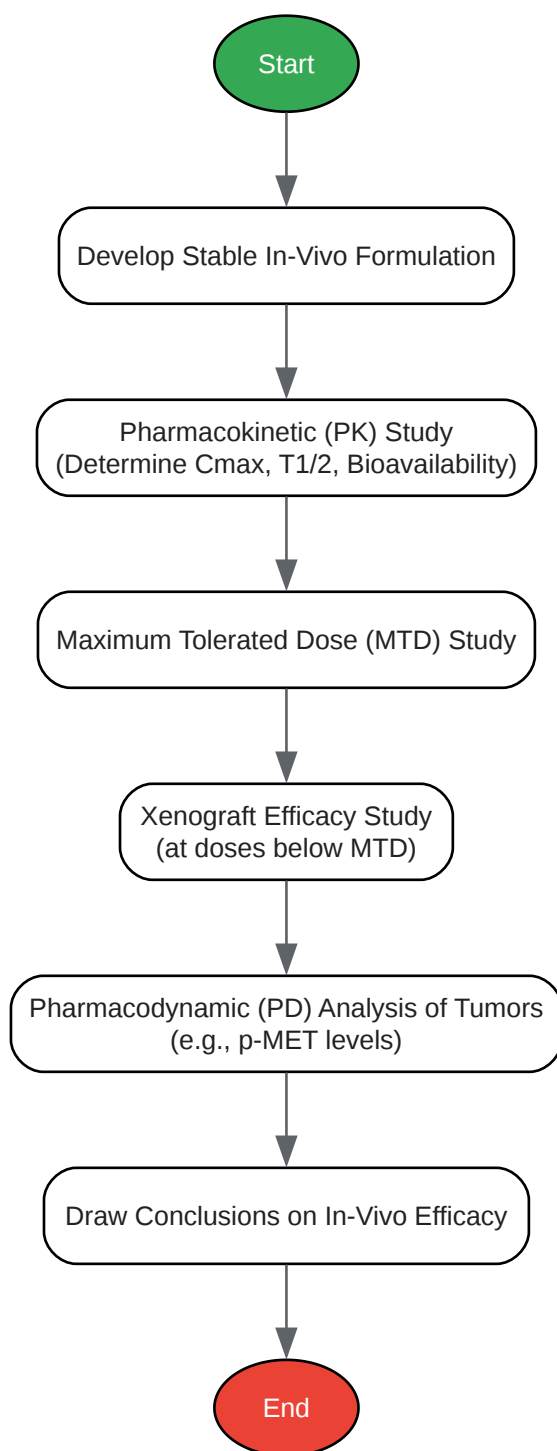 Start
Develop Stable In-Vivo Formulation
Pharmacokinetic (PK) Study
(Determine Cmax, T1/2, Bioavailability)
Maximum Tolerated Dose (MTD) Study
Xenograft Efficacy Study
(at doses below MTD)
Pharmacodynamic (PD) Analysis of Tumors
(e.g., p-MET levels)
Draw Conclusions on In-Vivo Efficacy
End